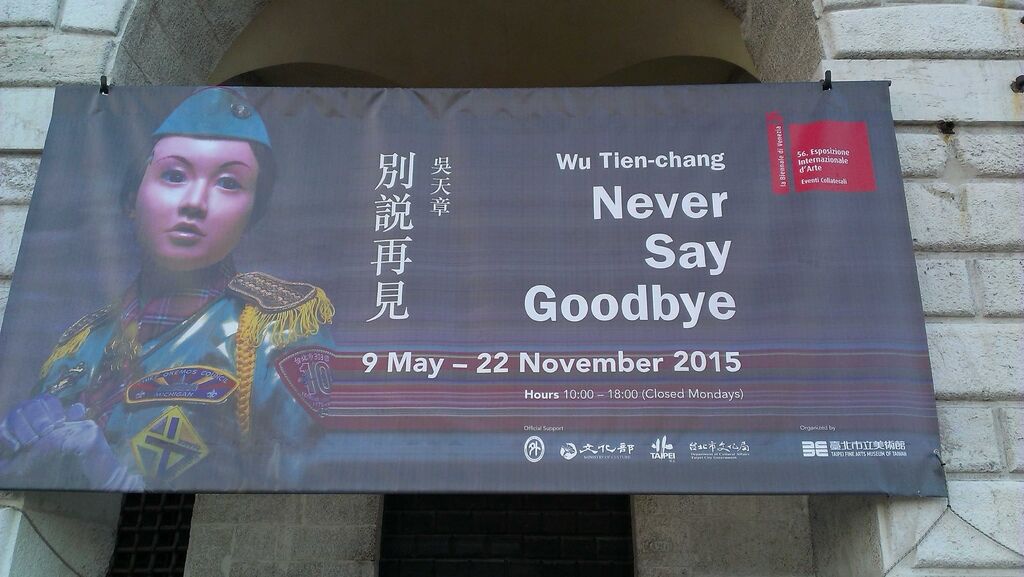 別説再見
吳天章
Wu Tien-chang
Never
Say
Goodbye
9 May – 22 November 2015
Hours 10:00 – 18:00 (Closed Mondays)
la Biennale di Venezia
56. Esposizione
Internazionale
d'Arte
Eventi Collaterali
MICHIGAN
10
Official Support
文化部
MINISTRY OF CULTURE
TAIPEI
台北市文化局
Department of Cultural Affairs
Taipei City Government
Organized by
臺北市立美術館
TAIPEI FINE ARTS MUSEUM OF TAIWAN